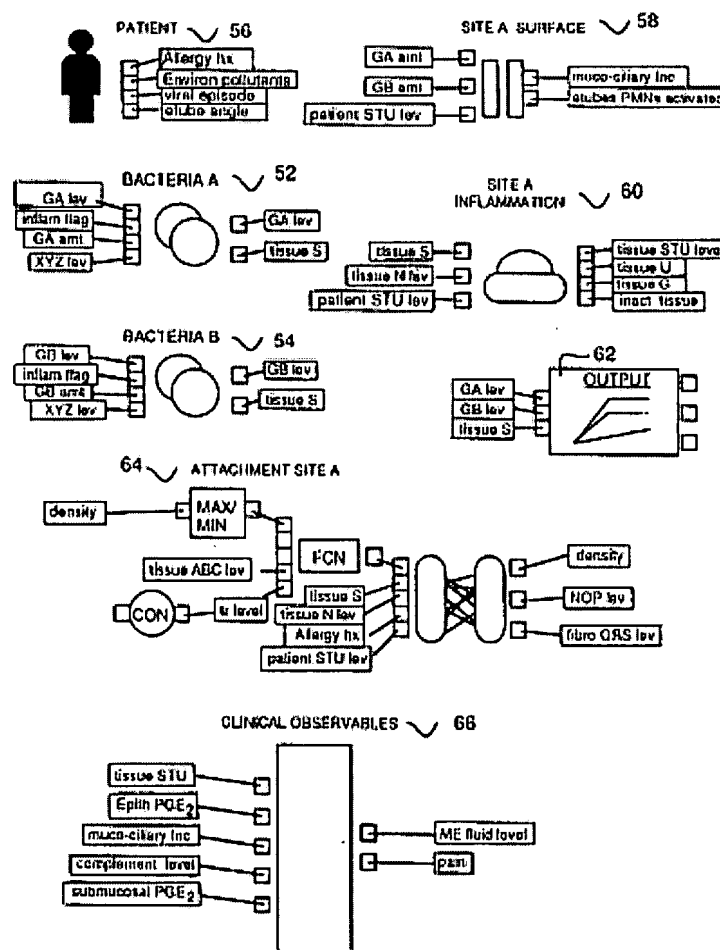 PATIENT 56
Allergy hx
Environ pollutants
viral episode
etube angle
SITE A SURFACE 58
GA amt
GB amt
patient STU lev
muco-ciliary Inc
etubes PMNs activated
BACTERIA A 52
GA lev
inflam flag
GA amt
XYZ lev
GA lev
tissue S
SITE A
INFLAMMATION 60
tissue S
tissue N lev
patient STU lev
tissue STU level
tissue U
tissue G
inact. tissue
BACTERIA B 54
GB lev
inflam flag
GB amt
XYZ lev
GB lev
tissue S
62
OUTPUT
GA lev
GB lev
tissue S
64 ATTACHMENT SITE A
density
MAX/
MIN
tissue ABC lev
CON
tr level
FCN
tissue S
tissue N lev
Allergy hx
patient STU lev
density
NOP lev
fibro QRS lev
CLINICAL OBSERVABLES 66
tissue STU
Epith PGE2
muco-ciliary Inc
complement level
submucosal PGE2
ME fluid level
pain